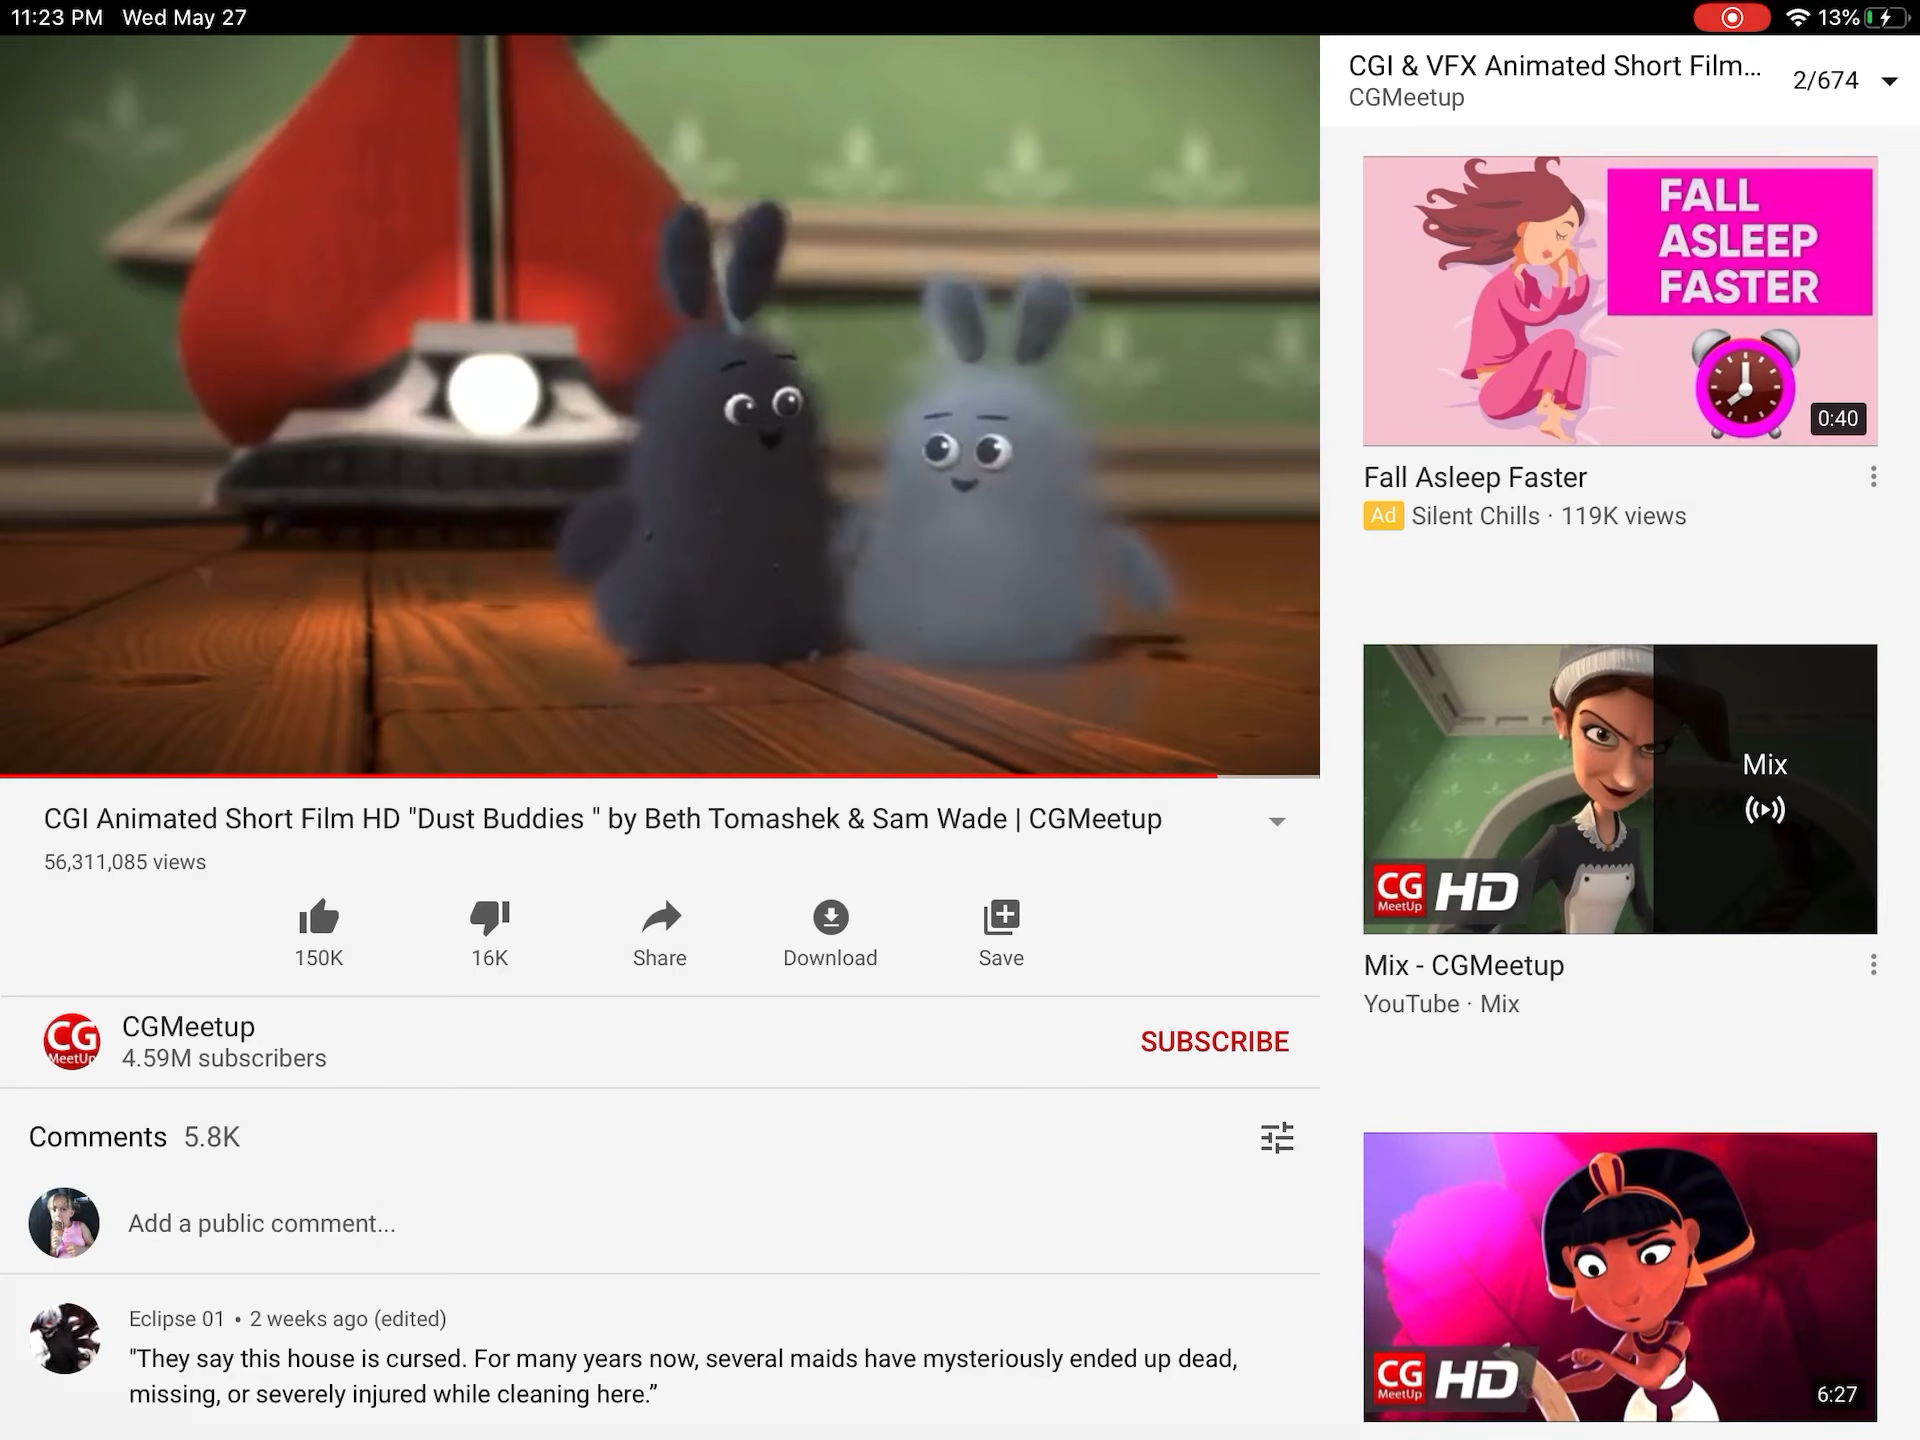 11:23 PM Wed May 27
13%
CGI & VFX Animated Short Film...
CGMeetup
2/674
FALL
ASLEEP
FASTER
0:40
Fall Asleep Faster
Ad Silent Chills · 119K views
Mix
CG
MeetUp
HD
Mix - CGMeetup
YouTube · Mix
CG
MeetUp
HD
6:27
CGI Animated Short Film HD "Dust Buddies " by Beth Tomashek & Sam Wade | CGMeetup
56,311,085 views
150K
16K
Share
Download
Save
CG
MeetUp
CGMeetup
4.59M subscribers
SUBSCRIBE
Comments 5.8K
Add a public comment...
Eclipse 01 • 2 weeks ago (edited)
"They say this house is cursed. For many years now, several maids have mysteriously ended up dead,
missing, or severely injured while cleaning here.”